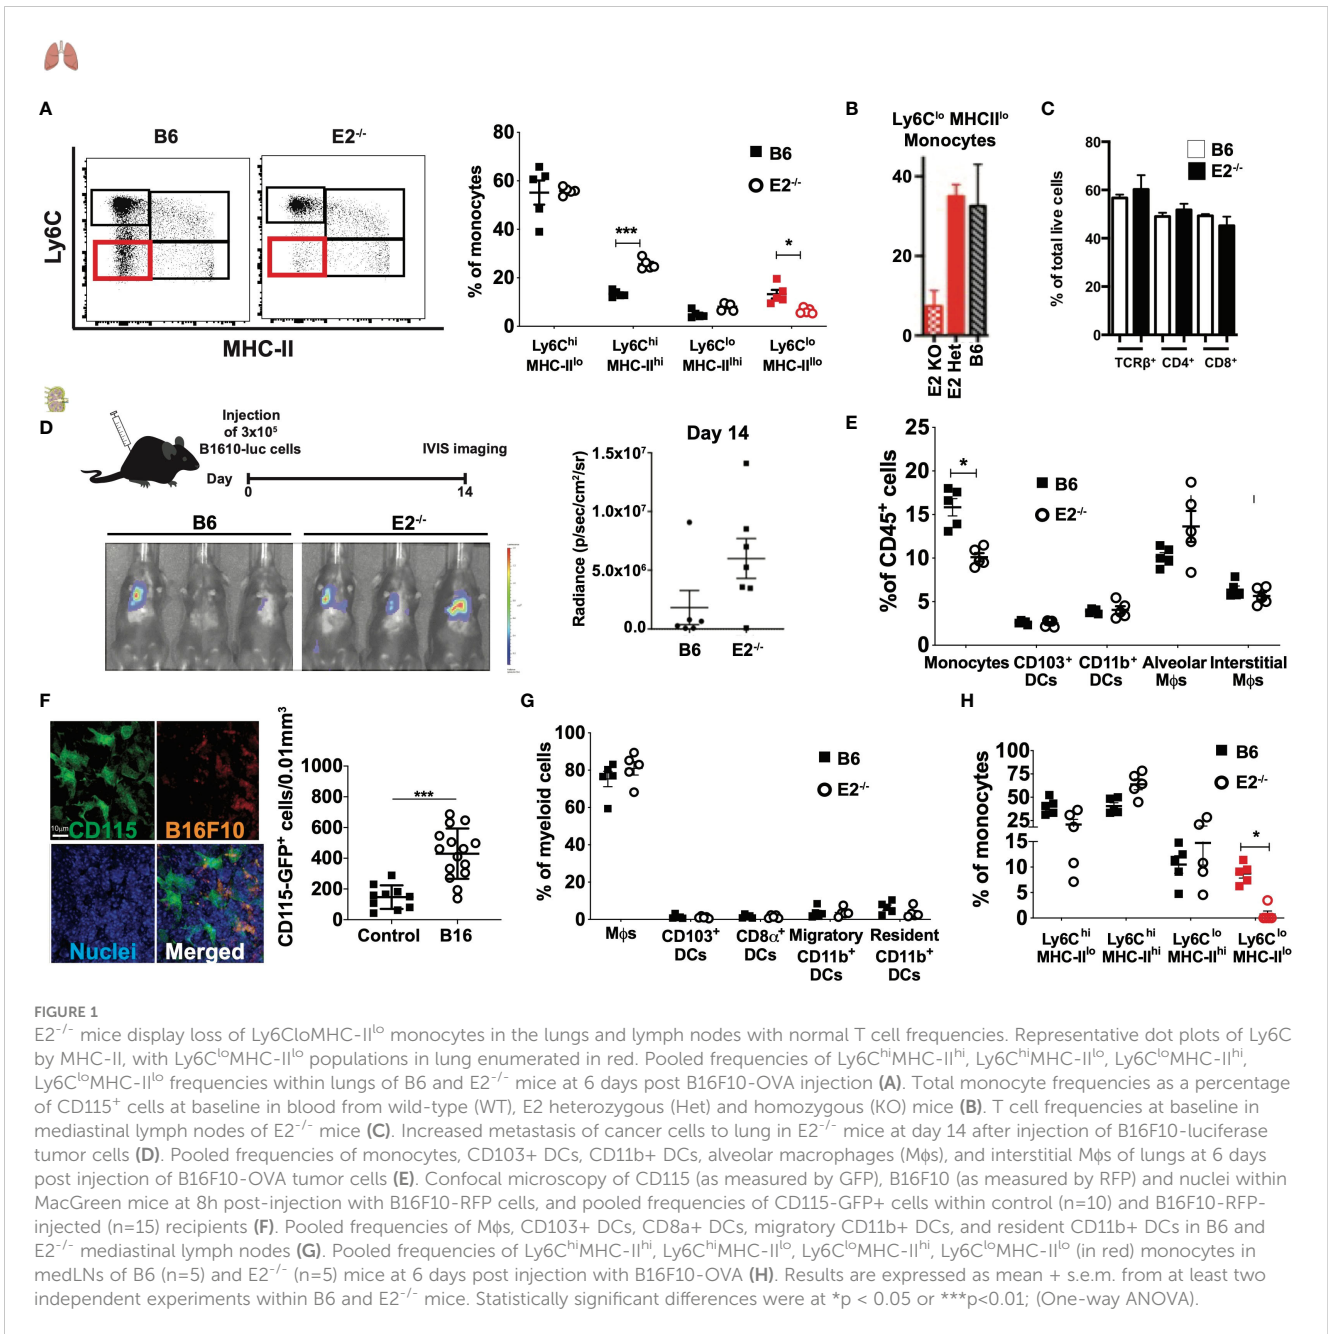 A
B6
E2-/-
Ly6C
MHC-II
% of monocytes
80
60
40
20
0
B6
E2-/-
***
*
Ly6Chi MHC-IIlo
Ly6Chi MHC-IIhi
Ly6Clo MHC-IIhi
Ly6Clo MHC-IIlo
B
Ly6Clo MHCIIlo
Monocytes
40
20
0
E2 KO
E2 Het
B6
C
B6
E2-/-
% of total live cells
80
60
40
20
0
TCRβ+ CD4+ CD8+
D
Injection
of 3x10⁵
B1610-luc cells
IVIS imaging
Day
0
14
B6
E2-/-
Day 14
Radiance (p/sec/cm²/sr)
1.5x10⁷
1.0x10⁷
5.0x10⁶
0.0
B6
E2-/-
E
%of CD45+ cells
25
20
15
10
5
0
*
B6
E2-/-
Monocytes
CD103+ DCs
CD11b+ DCs
Alveolar Mϕs
Interstitial Mϕs
F
CD115
10µm
B16F10
Nuclei
Merged
CD115-GFP+ cells/0.01mm³
1000
800
600
400
200
0
***
Control
B16
G
% of myeloid cells
100
80
60
40
20
0
B6
E2-/-
Mϕs
CD103+ DCs
CD8α+ DCs
Migratory CD11b+ DCs
Resident CD11b+ DCs
H
% of monocytes
100
75
50
25
15
10
5
0
B6
E2-/-
*
Ly6Chi MHC-IIlo
Ly6Chi MHC-IIhi
Ly6Clo MHC-IIhi
Ly6Clo MHC-IIlo
FIGURE 1
E2-/- mice display loss of Ly6CloMHC-IIlo monocytes in the lungs and lymph nodes with normal T cell frequencies. Representative dot plots of Ly6C
by MHC-II, with Ly6CloMHC-IIlo populations in lung enumerated in red. Pooled frequencies of Ly6ChiMHC-IIhi, Ly6ChiMHC-IIlo, Ly6CloMHC-IIhi,
Ly6CloMHC-IIlo frequencies within lungs of B6 and E2-/- mice at 6 days post B16F10-OVA injection (A). Total monocyte frequencies as a percentage
of CD115+ cells at baseline in blood from wild-type (WT), E2 heterozygous (Het) and homozygous (KO) mice (B). T cell frequencies at baseline in
mediastinal lymph nodes of E2-/- mice (C). Increased metastasis of cancer cells to lung in E2-/- mice at day 14 after injection of B16F10-luciferase
tumor cells (D). Pooled frequencies of monocytes, CD103+ DCs, CD11b+ DCs, alveolar macrophages (Mϕs), and interstitial Mϕs of lungs at 6 days
post injection of B16F10-OVA tumor cells (E). Confocal microscopy of CD115 (as measured by GFP), B16F10 (as measured by RFP) and nuclei within
MacGreen mice at 8h post-injection with B16F10-RFP cells, and pooled frequencies of CD115-GFP+ cells within control (n=10) and B16F10-RFP-
injected (n=15) recipients (F). Pooled frequencies of Mϕs, CD103+ DCs, CD8a+ DCs, migratory CD11b+ DCs, and resident CD11b+ DCs in B6 and
E2-/- mediastinal lymph nodes (G). Pooled frequencies of Ly6ChiMHC-IIhi, Ly6ChiMHC-IIlo, Ly6CloMHC-IIhi, Ly6CloMHC-IIlo (in red) monocytes in
medLNs of B6 (n=5) and E2-/- (n=5) mice at 6 days post injection with B16F10-OVA (H). Results are expressed as mean + s.e.m. from at least two
independent experiments within B6 and E2-/- mice. Statistically significant differences were at *p < 0.05 or ***p<0.01; (One-way ANOVA).